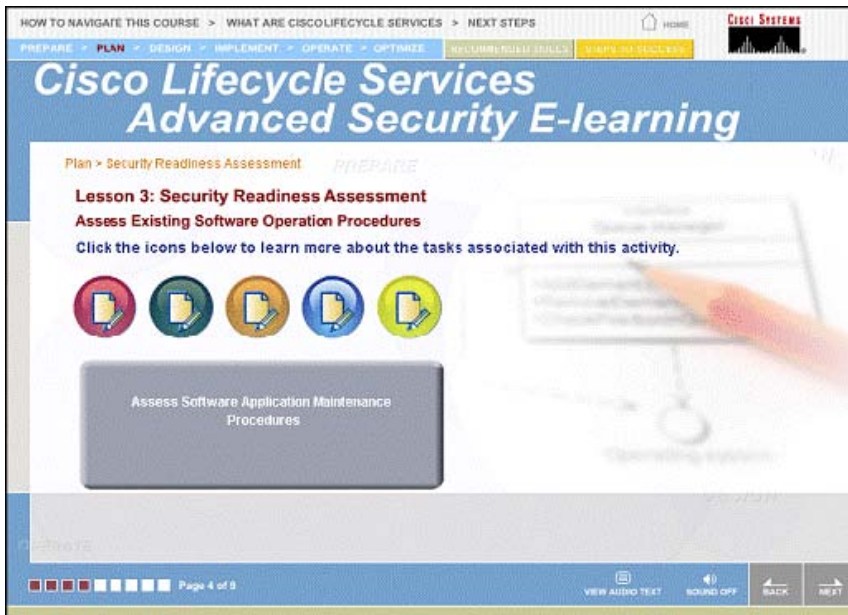 HOW TO NAVIGATE THIS COURSE > WHAT ARE CISCO LIFECYCLE SERVICES > NEXT STEPS
HOME
CISCO SYSTEMS
PREPARE > PLAN > DESIGN > IMPLEMENT > OPERATE > OPTIMIZE
RECOMMENDED SKILLS
STEPS TO SUCCESS
Cisco Lifecycle Services
Advanced Security E-learning
Plan > Security Readiness Assessment
PREPARE
Lesson 3: Security Readiness Assessment
Assess Existing Software Operation Procedures
Click the icons below to learn more about the tasks associated with this activity.
Assess Software Application Maintenance
Procedures
Page 4 of 9
VIEW AUDIO TEXT
SOUND OFF
BACK
NEXT